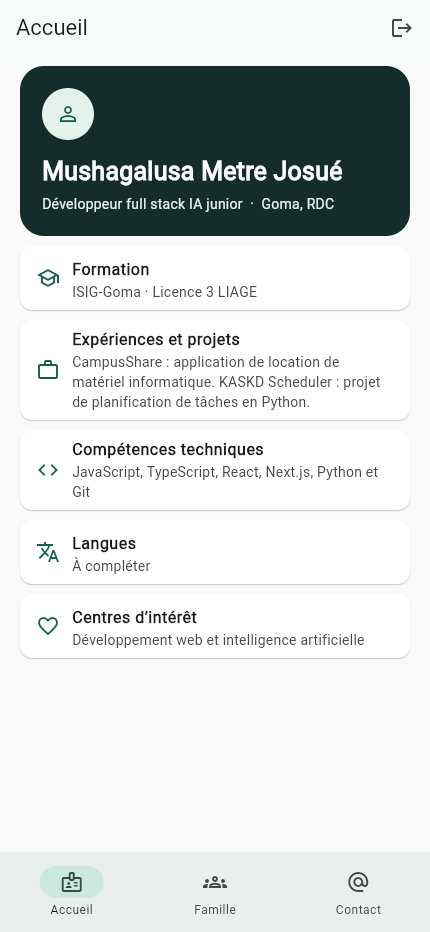 Accueil
Mushagalusa Metre Josué
Développeur full stack IA junior · Goma, RDC
Formation
ISIG-Goma · Licence 3 LIAGE
Expériences et projets
CampusShare : application de location de
matériel informatique. KASKD Scheduler : projet
de planification de tâches en Python.
Compétences techniques
JavaScript, TypeScript, React, Next.js, Python et
Git
Langues
À compléter
Centres d’intérêt
Développement web et intelligence artificielle
Accueil
Famille
Contact